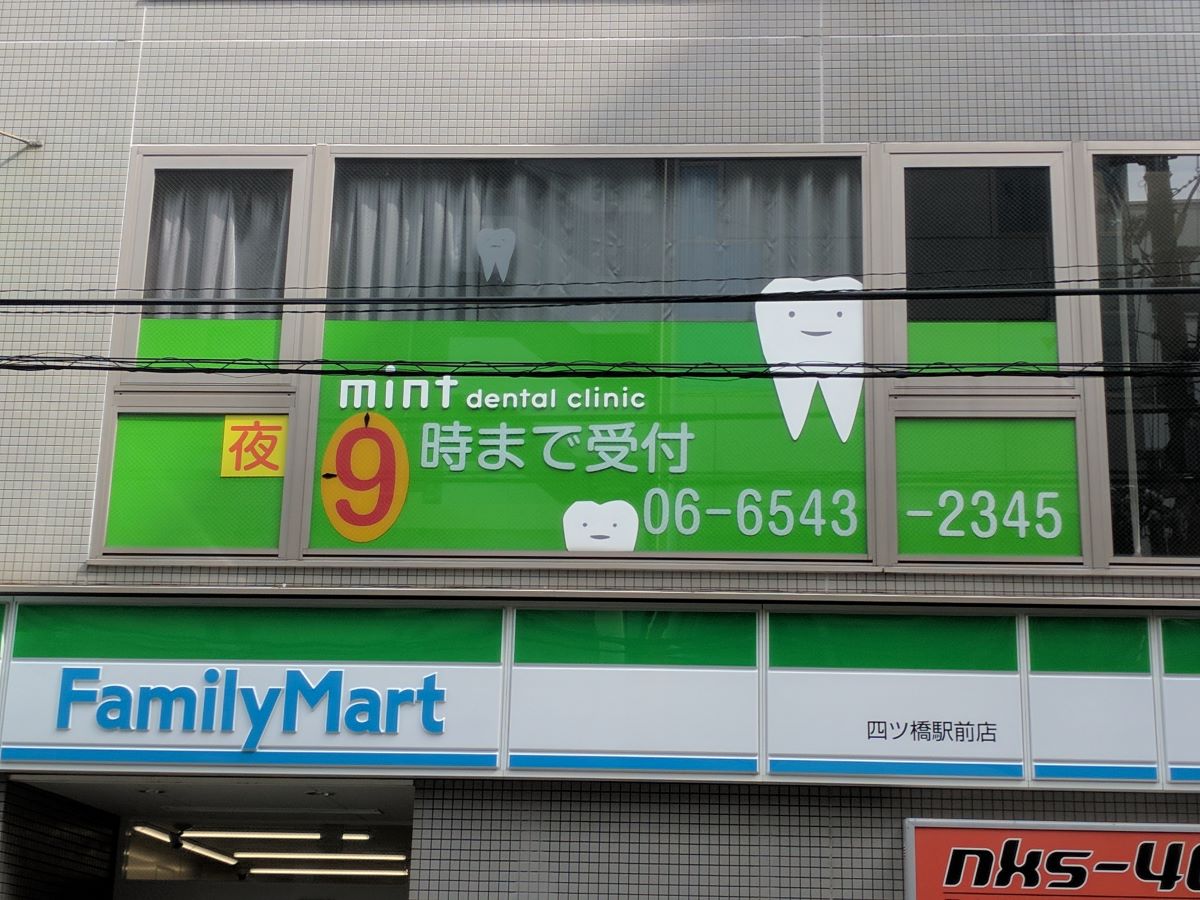 mint dental clinic
夜9時まで受付
06-6543-2345
FamilyMart
四ツ橋駅前店
nxs-4